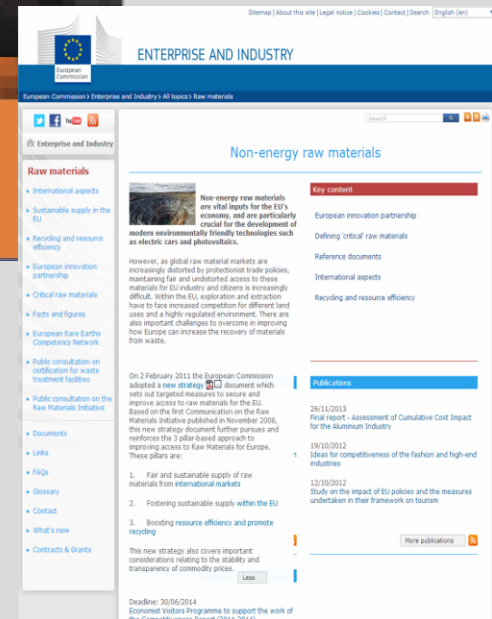 Sitemap | About this site | Legal notice | Cookies | Contact | Search English (en)
European
Commission
ENTERPRISE AND INDUSTRY
European Commission > Enterprise and Industry > All topics > Raw materials
Search
Enterprise and Industry
Raw materials
International aspects
Sustainable supply in the
EU
Recycling and resource
efficiency
European innovation
partnership
Critical raw materials
Facts and figures
European Rare Earths
Competency Network
Public consultation on
certification for waste
treatment facilities
Public consultation on the
Raw Materials Initiative
Documents
Links
FAQs
Glossary
Contact
What's new
Contracts & Grants
Non-energy raw materials
Non-energy raw materials
are vital inputs for the EU's
economy, and are particularly
crucial for the development of
modern environmentally friendly technologies such
as electric cars and photovoltaics.
However, as global raw material markets are
increasingly distorted by protectionist trade policies,
maintaining fair and undistorted access to these
materials for EU industry and citizens is increasingly
difficult. Within the EU, exploration and extraction
have to face increased competition for different land
uses and a highly regulated environment. There are
also important challenges to overcome in improving
how Europe can increase the recovery of materials
from waste.
On 2 February 2011 the European Commission
adopted a new strategy document which
sets out targeted measures to secure and
improve access to raw materials for the EU.
Based on the first Communication on the Raw
Materials Initiative published in November 2008,
this new strategy document further pursues and
reinforces the 3 pillar-based approach to
improving access to Raw Materials for Europe.
These pillars are:
1. Fair and sustainable supply of raw
materials from international markets
2. Fostering sustainable supply within the EU
3. Boosting resource efficiency and promote
recycling
This new strategy also covers important
considerations relating to the stability and
transparency of commodity prices.
Less
Deadline: 30/06/2014
Economist Visitors Programme to support the work of
the Competitiveness Report (2011-2014)
Key content
European innovation partnership
Defining 'critical' raw materials
Reference documents
International aspects
Recycling and resource efficiency
Publications
26/11/2013
Final report - Assessment of Cumulative Cost Impact
for the Aluminium Industry
19/10/2012
Ideas for competitiveness of the fashion and high-end
industries
12/10/2012
Study on the impact of EU policies and the measures
undertaken in their framework on tourism
More publications